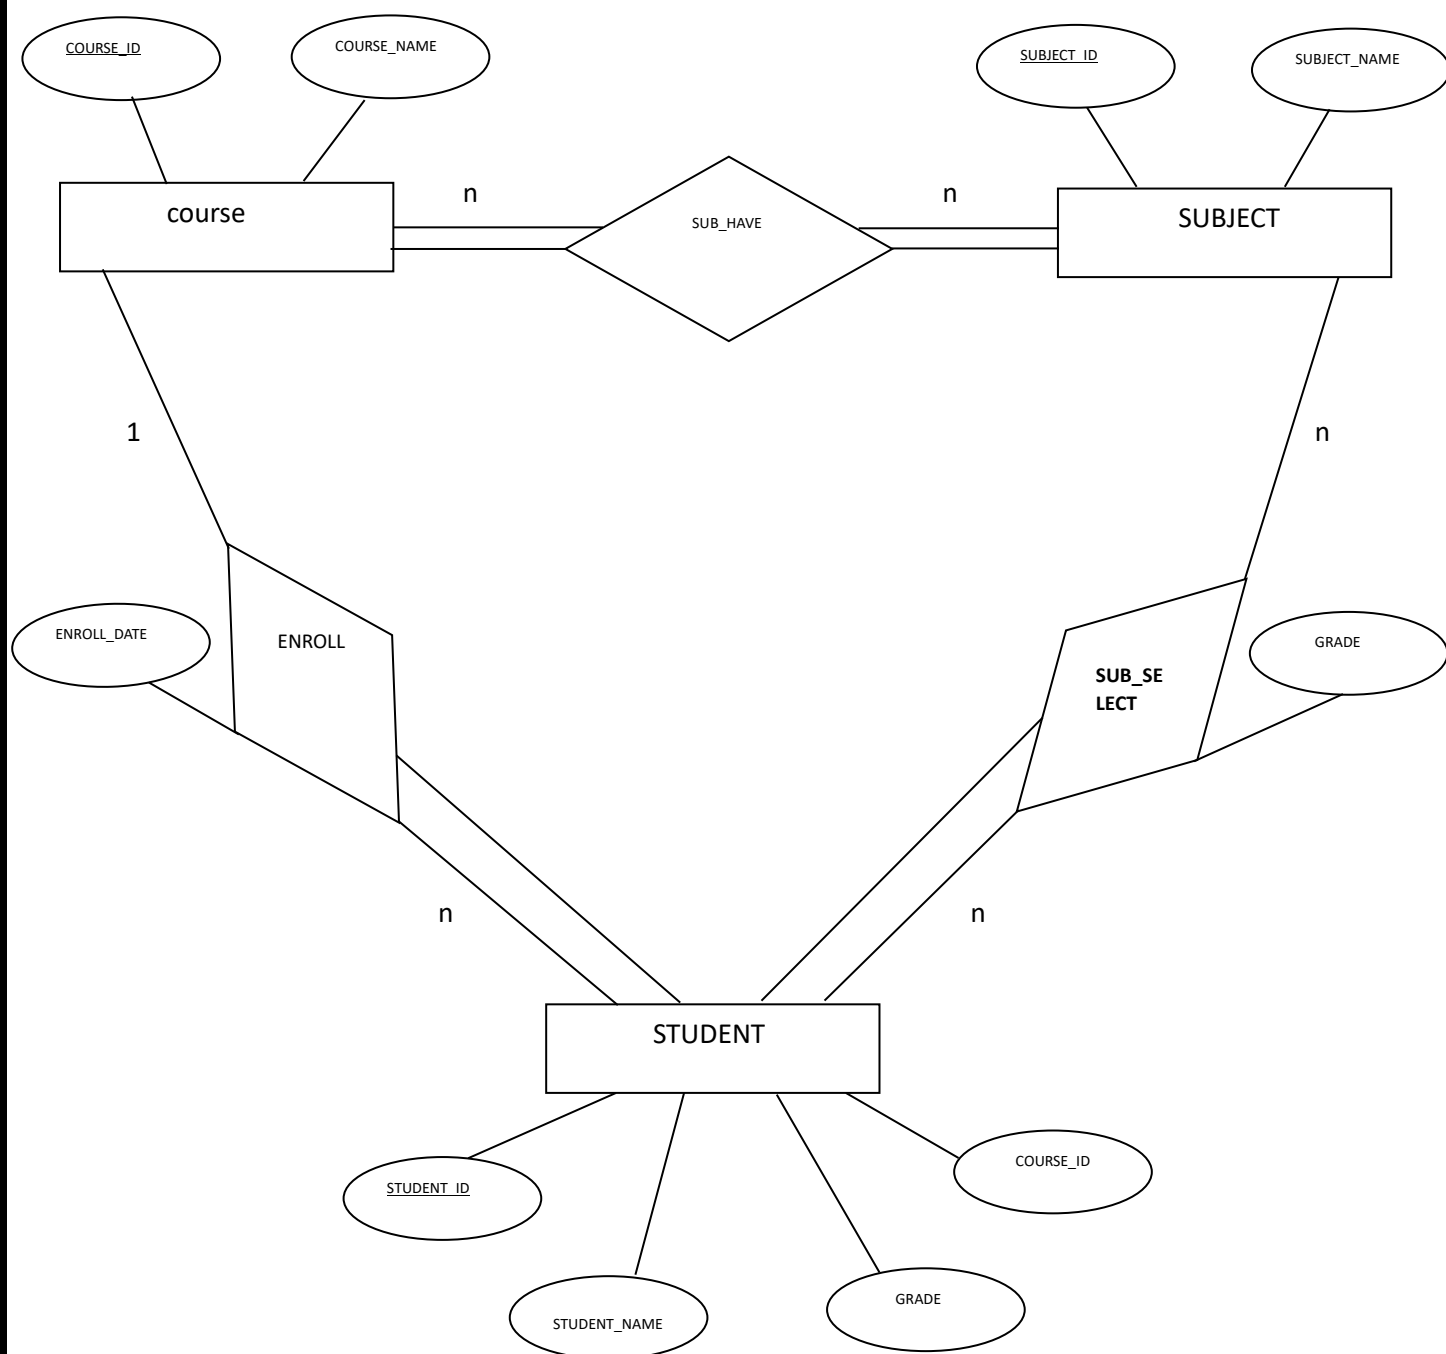 COURSE_ID
COURSE_NAME
SUBJECT_ID
SUBJECT_NAME
course
n
SUB_HAVE
n
SUBJECT
1
n
ENROLL_DATE
ENROLL
SUB_SE
LECT
GRADE
n
n
STUDENT
STUDENT_ID
COURSE_ID
STUDENT_NAME
GRADE